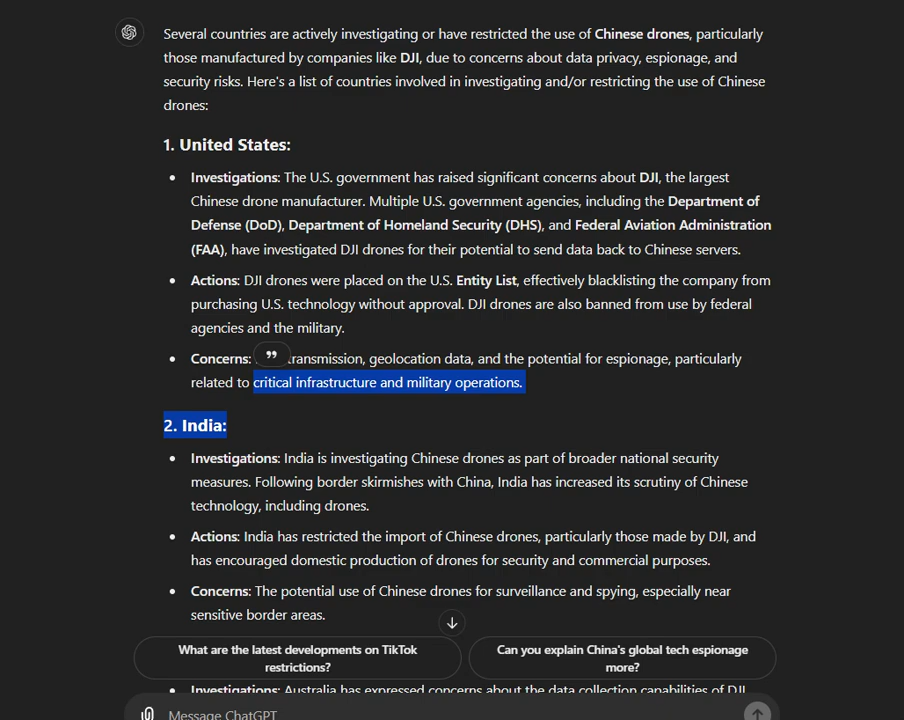 Several countries are actively investigating or have restricted the use of Chinese drones, particularly
those manufactured by companies like DJI, due to concerns about data privacy, espionage, and
security risks. Here's a list of countries involved in investigating and/or restricting the use of Chinese
drones:
1. United States:
Investigations: The U.S. government has raised significant concerns about DJI, the largest
Chinese drone manufacturer. Multiple U.S. government agencies, including the Department of
Defense (DoD), Department of Homeland Security (DHS), and Federal Aviation Administration
(FAA), have investigated DJI drones for their potential to send data back to Chinese servers.
Actions: DJI drones were placed on the U.S. Entity List, effectively blacklisting the company from
purchasing U.S. technology without approval. DJI drones are also banned from use by federal
agencies and the military.
Concerns: transmission, geolocation data, and the potential for espionage, particularly
related to critical infrastructure and military operations.
2. India:
Investigations: India is investigating Chinese drones as part of broader national security
measures. Following border skirmishes with China, India has increased its scrutiny of Chinese
technology, including drones.
Actions: India has restricted the import of Chinese drones, particularly those made by DJI, and
has encouraged domestic production of drones for security and commercial purposes.
Concerns: The potential use of Chinese drones for surveillance and spying, especially near
sensitive border areas.
What are the latest developments on TikTok
restrictions?
Can you explain China's global tech espionage
more?
Investigations: Australia has expressed concerns about the data collection capabilities of DJI
Message ChatGPT